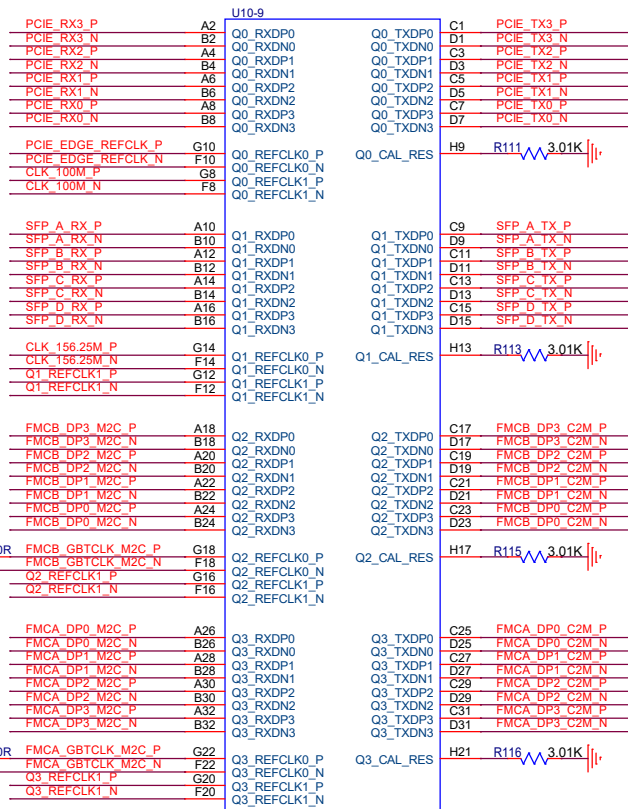 U10-9
PCIE_RX3_P A2 Q0_RXDP0 Q0_TXDP0 C1 PCIE_TX3_P
PCIE_RX3_N B2 Q0_RXDN0 Q0_TXDN0 D1 PCIE_TX3_N
PCIE_RX2_P A4 Q0_RXDP1 Q0_TXDP1 C3 PCIE_TX2_P
PCIE_RX2_N B4 Q0_RXDN1 Q0_TXDN1 D3 PCIE_TX2_N
PCIE_RX1_P A6 Q0_RXDP2 Q0_TXDP2 C5 PCIE_TX1_P
PCIE_RX1_N B6 Q0_RXDN2 Q0_TXDN2 D5 PCIE_TX1_N
PCIE_RX0_P A8 Q0_RXDP3 Q0_TXDP3 C7 PCIE_TX0_P
PCIE_RX0_N B8 Q0_RXDN3 Q0_TXDN3 D7 PCIE_TX0_N
PCIE_EDGE_REFCLK_P G10 Q0_REFCLK0_P Q0_CAL_RES H9 R111 3.01K
PCIE_EDGE_REFCLK_N F10 Q0_REFCLK0_N
CLK_100M_P G8 Q0_REFCLK1_P
CLK_100M_N F8 Q0_REFCLK1_N
SFP_A_RX_P A10 Q1_RXDP0 Q1_TXDP0 C9 SFP_A_TX_P
SFP_A_RX_N B10 Q1_RXDN0 Q1_TXDN0 D9 SFP_A_TX_N
SFP_B_RX_P A12 Q1_RXDP1 Q1_TXDP1 C11 SFP_B_TX_P
SFP_B_RX_N B12 Q1_RXDN1 Q1_TXDN1 D11 SFP_B_TX_N
SFP_C_RX_P A14 Q1_RXDP2 Q1_TXDP2 C13 SFP_C_TX_P
SFP_C_RX_N B14 Q1_RXDN2 Q1_TXDN2 D13 SFP_C_TX_N
SFP_D_RX_P A16 Q1_RXDP3 Q1_TXDP3 C15 SFP_D_TX_P
SFP_D_RX_N B16 Q1_RXDN3 Q1_TXDN3 D15 SFP_D_TX_N
CLK_156.25M_P G14 Q1_REFCLK0_P Q1_CAL_RES H13 R113 3.01K
CLK_156.25M_N F14 Q1_REFCLK0_N
Q1_REFCLK1_P G12 Q1_REFCLK1_P
Q1_REFCLK1_N F12 Q1_REFCLK1_N
FMCB_DP3_M2C_P A18 Q2_RXDP0 Q2_TXDP0 C17 FMCB_DP3_C2M_P
FMCB_DP3_M2C_N B18 Q2_RXDN0 Q2_TXDN0 D17 FMCB_DP3_C2M_N
FMCB_DP2_M2C_P A20 Q2_RXDP1 Q2_TXDP1 C19 FMCB_DP2_C2M_P
FMCB_DP2_M2C_N B20 Q2_RXDN1 Q2_TXDN1 D19 FMCB_DP2_C2M_N
FMCB_DP1_M2C_P A22 Q2_RXDP2 Q2_TXDP2 C21 FMCB_DP1_C2M_P
FMCB_DP1_M2C_N B22 Q2_RXDN2 Q2_TXDN2 D21 FMCB_DP1_C2M_N
FMCB_DP0_M2C_P A24 Q2_RXDP3 Q2_TXDP3 C23 FMCB_DP0_C2M_P
FMCB_DP0_M2C_N B24 Q2_RXDN3 Q2_TXDN3 D23 FMCB_DP0_C2M_N
0R FMCB_GBTCLK_M2C_P G18 Q2_REFCLK0_P Q2_CAL_RES H17 R115 3.01K
FMCB_GBTCLK_M2C_N F18 Q2_REFCLK0_N
Q2_REFCLK1_P G16 Q2_REFCLK1_P
Q2_REFCLK1_N F16 Q2_REFCLK1_N
FMCA_DP0_M2C_P A26 Q3_RXDP0 Q3_TXDP0 C25 FMCA_DP0_C2M_P
FMCA_DP0_M2C_N B26 Q3_RXDN0 Q3_TXDN0 D25 FMCA_DP0_C2M_N
FMCA_DP1_M2C_P A28 Q3_RXDP1 Q3_TXDP1 C27 FMCA_DP1_C2M_P
FMCA_DP1_M2C_N B28 Q3_RXDN1 Q3_TXDN1 D27 FMCA_DP1_C2M_N
FMCA_DP2_M2C_P A30 Q3_RXDP2 Q3_TXDP2 C29 FMCA_DP2_C2M_P
FMCA_DP2_M2C_N B30 Q3_RXDN2 Q3_TXDN2 D29 FMCA_DP2_C2M_N
FMCA_DP3_M2C_P A32 Q3_RXDP3 Q3_TXDP3 C31 FMCA_DP3_C2M_P
FMCA_DP3_M2C_N B32 Q3_RXDN3 Q3_TXDN3 D31 FMCA_DP3_C2M_N
0R FMCA_GBTCLK_M2C_P G22 Q3_REFCLK0_P Q3_CAL_RES H21 R116 3.01K
FMCA_GBTCLK_M2C_N F22 Q3_REFCLK0_N
Q3_REFCLK1_P G20 Q3_REFCLK1_P
Q3_REFCLK1_N F20 Q3_REFCLK1_N